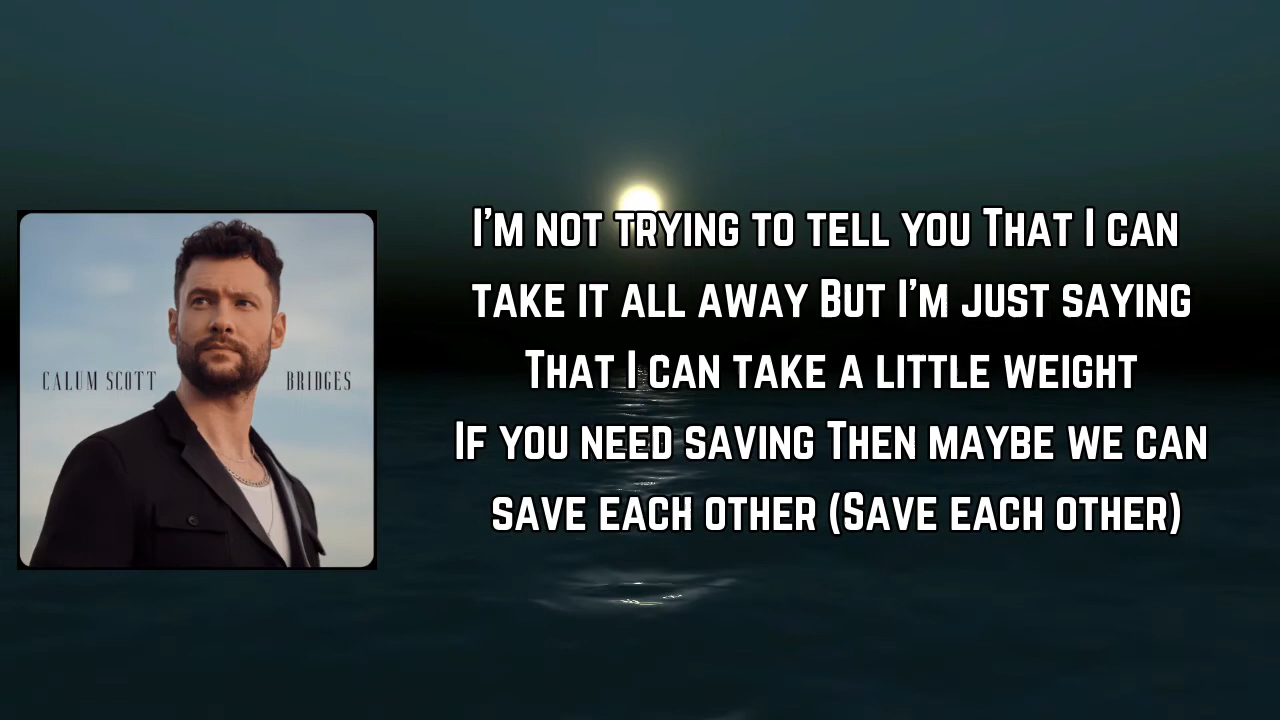 CALUM SCOTT BRIDGES
I'M NOT TRYING TO TELL YOU THAT I CAN
TAKE IT ALL AWAY BUT I'M JUST SAYING
THAT I CAN TAKE A LITTLE WEIGHT
IF YOU NEED SAVING THEN MAYBE WE CAN
SAVE EACH OTHER (SAVE EACH OTHER)